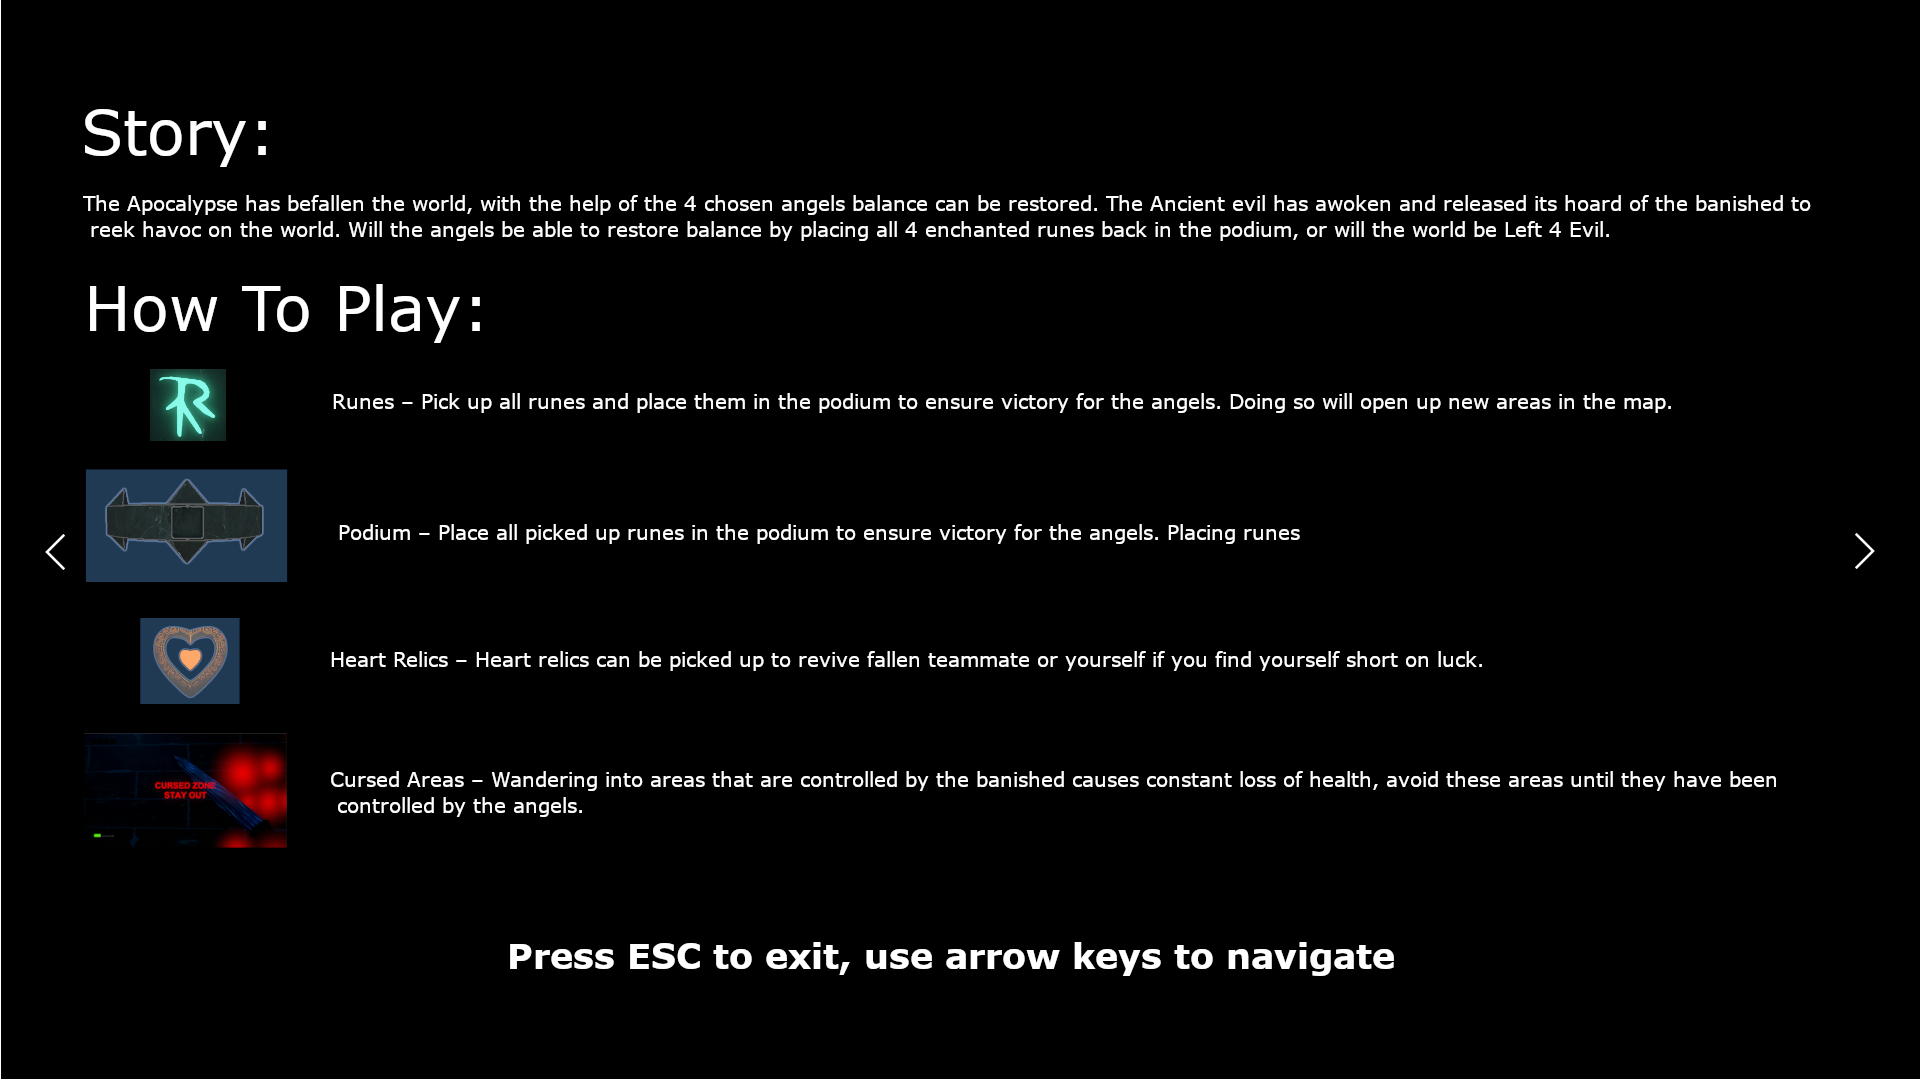 Story:
The Apocalypse has befallen the world, with the help of the 4 chosen angels balance can be restored. The Ancient evil has awoken and released its hoard of the banished to
reek havoc on the world. Will the angels be able to restore balance by placing all 4 enchanted runes back in the podium, or will the world be Left 4 Evil.
How To Play:
Runes – Pick up all runes and place them in the podium to ensure victory for the angels. Doing so will open up new areas in the map.
Podium – Place all picked up runes in the podium to ensure victory for the angels. Placing runes
Heart Relics – Heart relics can be picked up to revive fallen teammate or yourself if you find yourself short on luck.
CURSED ZONE
STAY OUT
Cursed Areas – Wandering into areas that are controlled by the banished causes constant loss of health, avoid these areas until they have been
controlled by the angels.
Press ESC to exit, use arrow keys to navigate